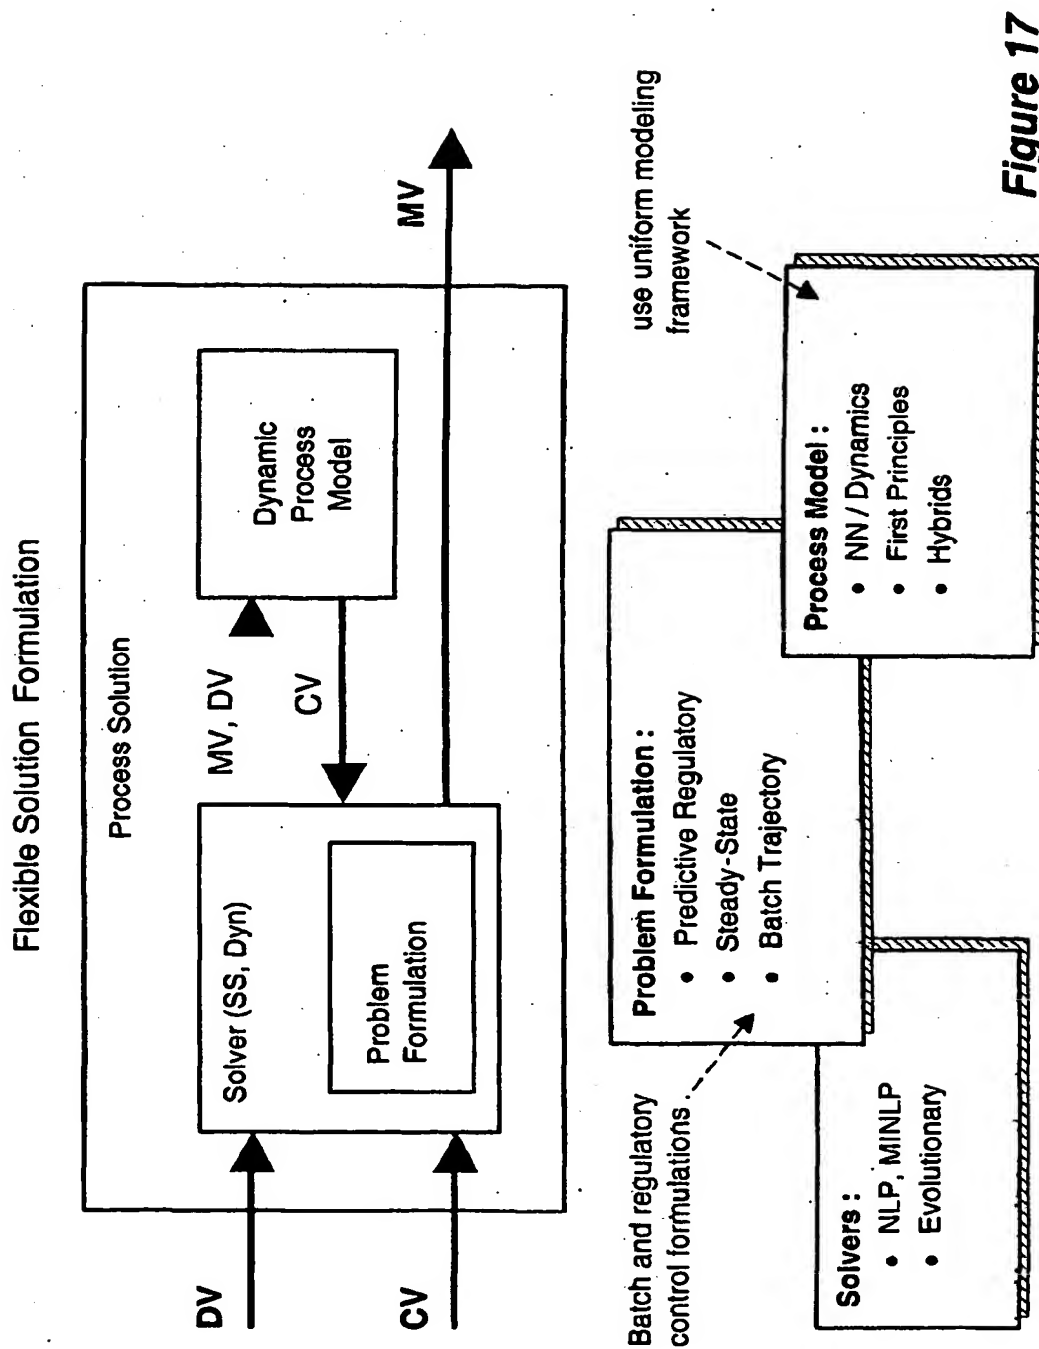 Flexible Solution Formulation
Process Solution
DV
CV
Solver (SS, Dyn)
Problem
Formulation
MV, DV
CV
Dynamic
Process
Model
MV
Batch and regulatory
control formulations
Solvers :
• NLP, MINLP
• Evolutionary
Problem Formulation :
• Predictive Regulatory
• Steady-State
• Batch Trajectory
Process Model :
• NN / Dynamics
• First Principles
• Hybrids
use uniform modeling
framework
Figure 17